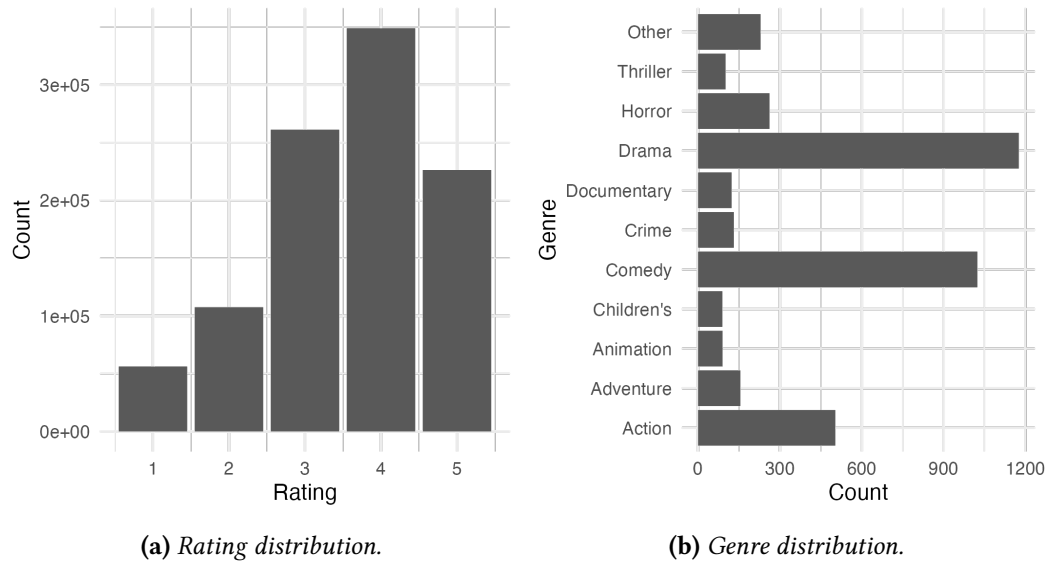 3e+05
2e+05
1e+05
0e+00
Count
1 2 3 4 5
Rating
(a) Rating distribution.
Other
Thriller
Horror
Drama
Documentary
Crime
Comedy
Children's
Animation
Adventure
Action
Genre
0 300 600 900 1200
Count
(b) Genre distribution.